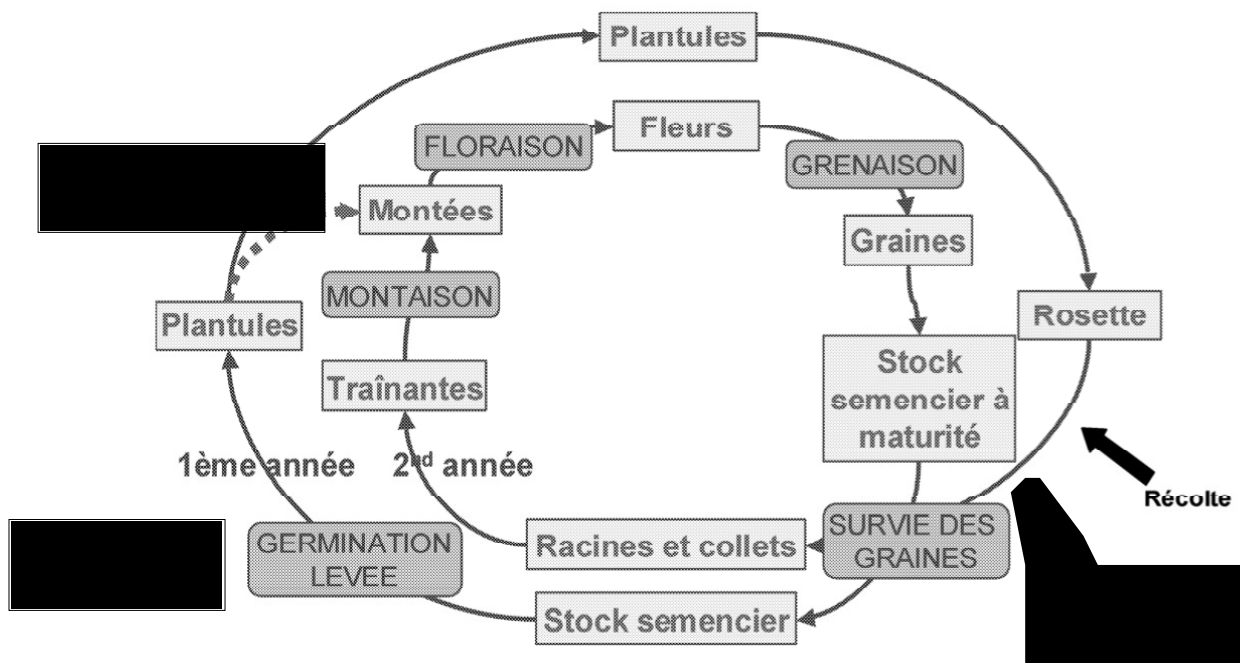 Plantules
Fleurs
FLORAISON
GRENAISON
Montées
Graines
MONTAISON
Plantules
Rosette
Stock
semencier à
maturité
Traînantes
1ème année
2nd année
Récolte
GERMINATION
LEVEE
Racines et collets
SURVIE DES
GRAINES
Stock semencier